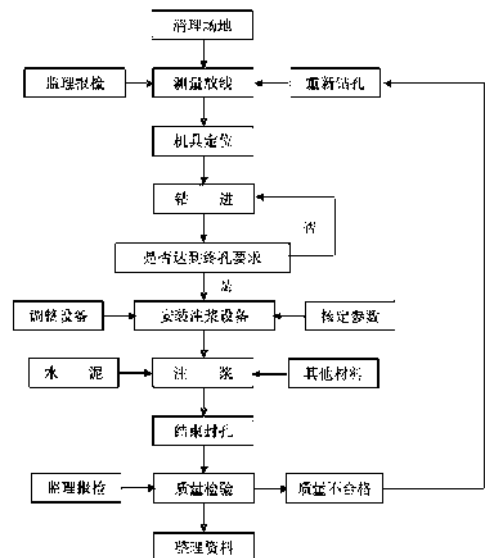 清理场地
监理报检
测量放线
重新钻孔
机具定位
钻 进
否
是否达到终孔要求
是
调整设备
安装注浆设备
核定参数
水 泥
注 浆
其他材料
结束封孔
监理报检
质量检验
质量不合格
整理资料